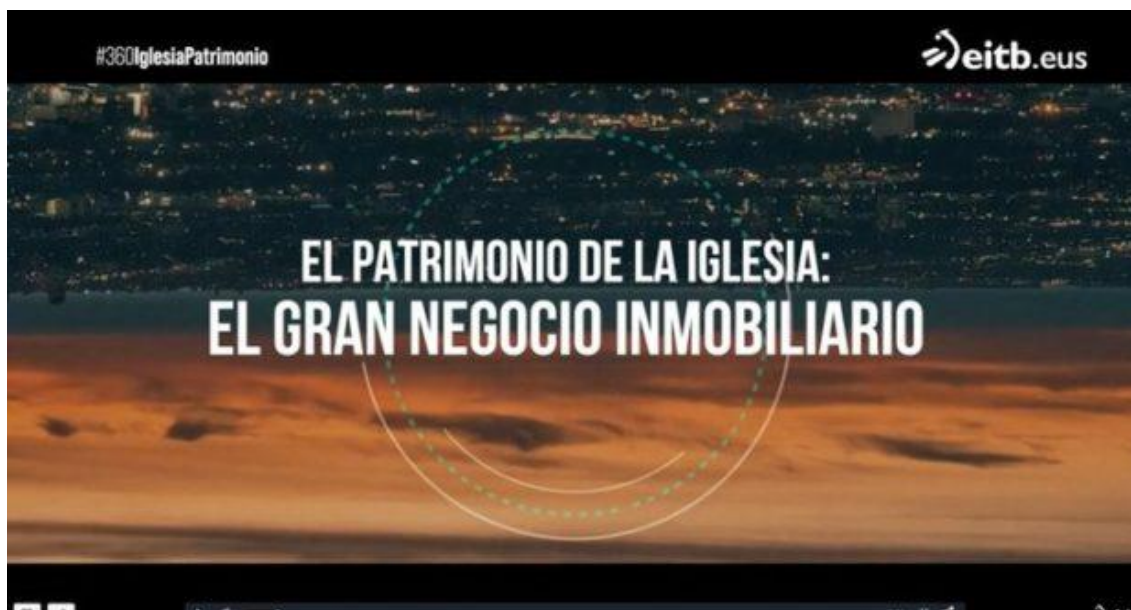 #360IglesiaPatrimonio
eitb.eus
EL PATRIMONIO DE LA IGLESIA:
EL GRAN NEGOCIO INMOBILIARIO